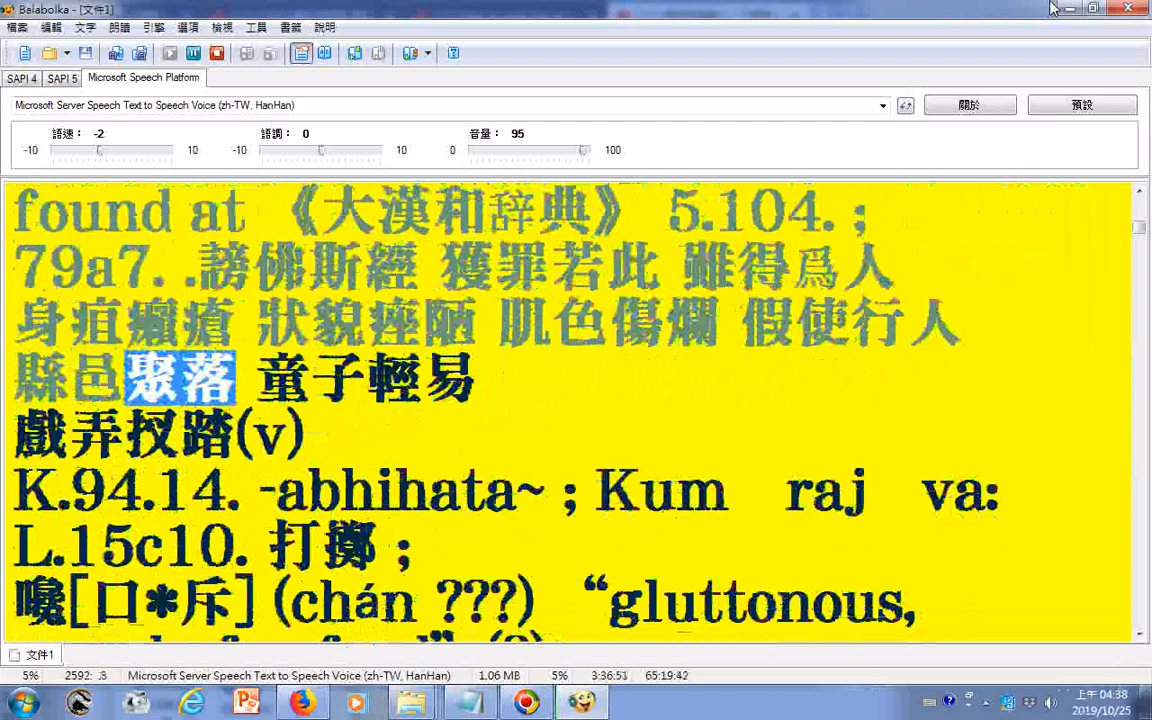 Balabolka - [文件1]
檔案 編輯 文字 朗讀 引擎 選項 檢視 工具 書籤 說明
SAPI 4 SAPI 5 Microsoft Speech Platform
Microsoft Server Speech Text to Speech Voice (zh-TW, HanHan) 關於 預設
語速： -2 語調： 0 音量： 95
-10 10 -10 10 0 100
found at 《大漢和辞典》 5.104. ;
79a7. .謗佛斯經 獲罪若此 雖得爲人
身疽癩瘡 狀貌痤陋 肌色傷爛 假使行人
縣邑聚落 童子輕易
戲弄扠踏(v)
K.94.14. -abhihata~ ; Kum raj va:
L.15c10. 打擲 ;
嚵[口*斥] (chán ???) “gluttonous,
文件1
5% 2592: .3 Microsoft Server Speech Text to Speech Voice (zh-TW, HanHan) 1.06 MB 5% 3:36:51 65:19:42
上午 04:38
2019/10/25